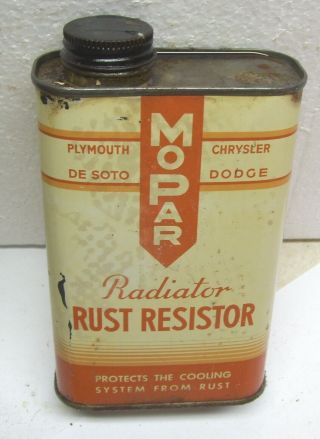 MOPAR
PLYMOUTH CHRYSLER
DE SOTO DODGE
Radiator
RUST RESISTOR
PROTECTS THE COOLING
SYSTEM FROM RUST